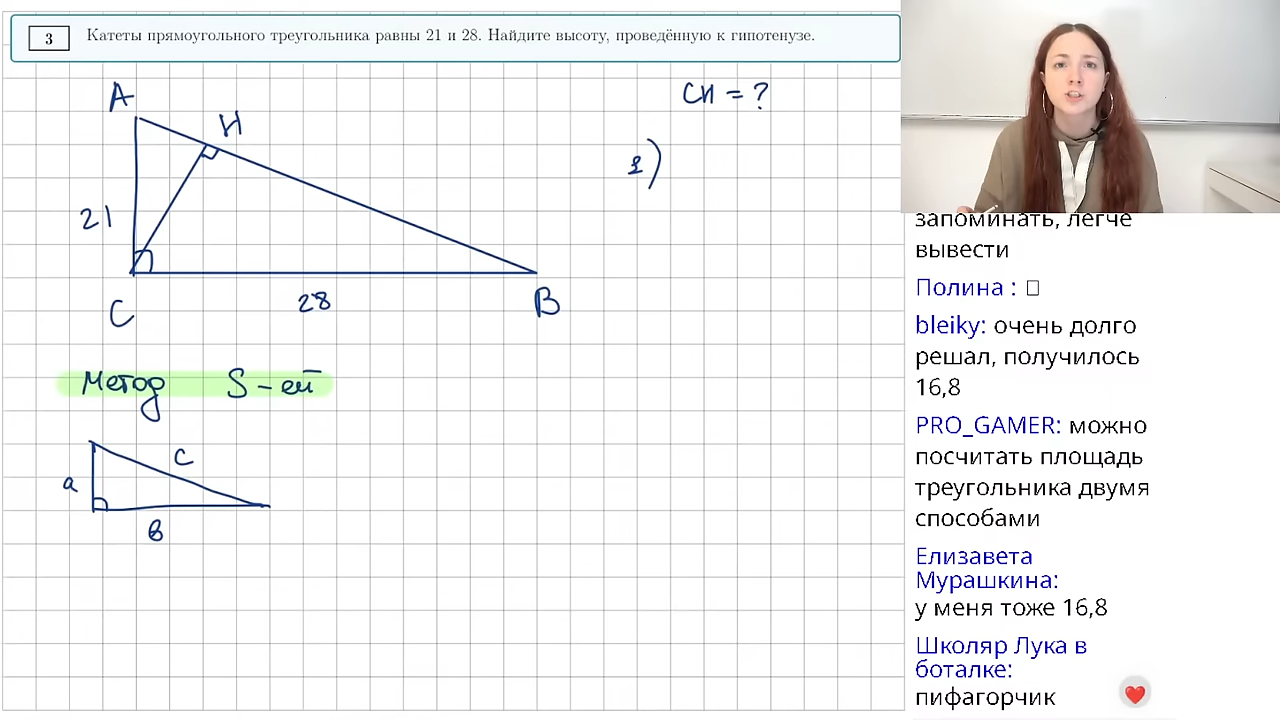 3 Катеты прямоугольного треугольника равны 21 и 28. Найдите высоту, проведённую к гипотенузе.
A
H
CH = ?
1)
21
C
28
B
Метод S-ей
a
c
в
запоминать, легче
вывести
Полина :
bleiky: очень долго
решал, получилось
16,8
PRO_GAMER: можно
посчитать площадь
треугольника двумя
способами
Елизавета
Мурашкина:
у меня тоже 16,8
Школяр Лука в
боталке:
пифагорчик